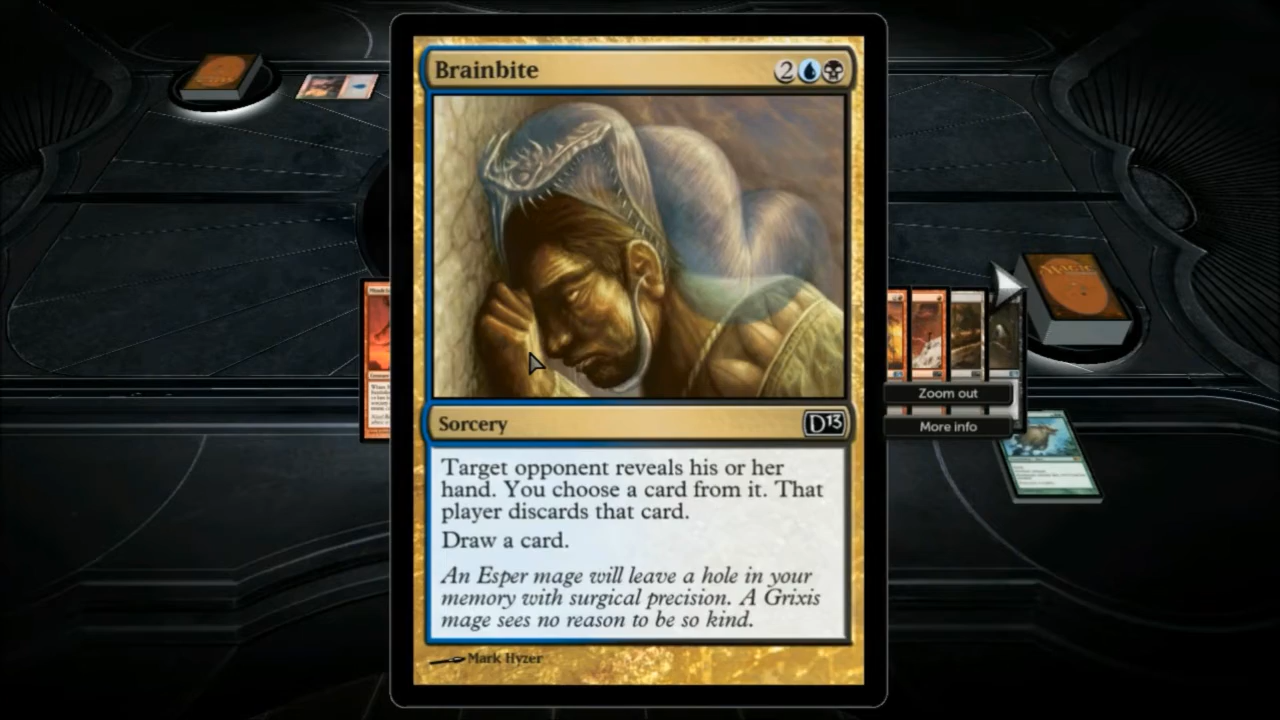 Brainbite
2
Sorcery
D13
Target opponent reveals his or her
hand. You choose a card from it. That
player discards that card.
Draw a card.
An Esper mage will leave a hole in your
memory with surgical precision. A Grixis
mage sees no reason to be so kind.
Mark Hyzer
Zoom out
More info